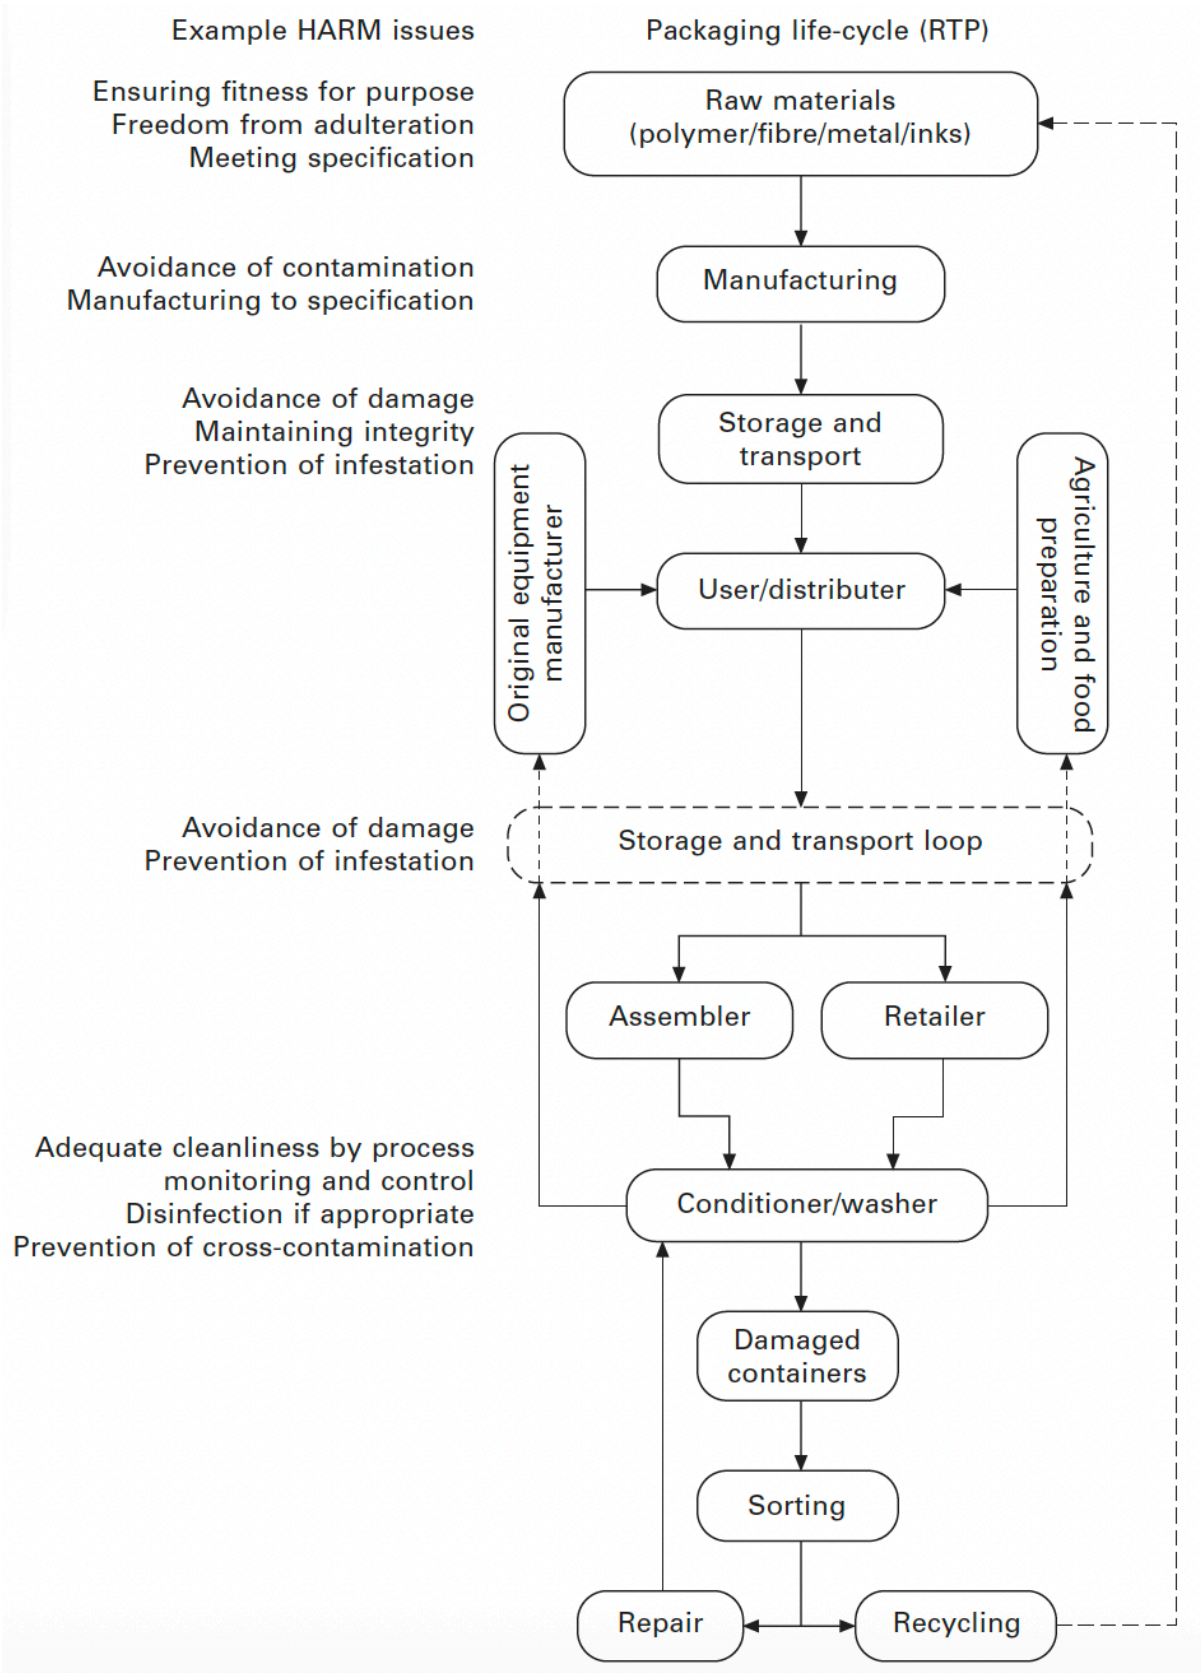 Example HARM issues
Packaging life-cycle (RTP)
Ensuring fitness for purpose
Freedom from adulteration
Meeting specification
Raw materials
(polymer/fibre/metal/inks)
Avoidance of contamination
Manufacturing to specification
Manufacturing
Avoidance of damage
Maintaining integrity
Prevention of infestation
Storage and
transport
Original equipment
manufacturer
User/distributer
Agriculture and food
preparation
Avoidance of damage
Prevention of infestation
Storage and transport loop
Assembler
Retailer
Adequate cleanliness by process
monitoring and control
Disinfection if appropriate
Prevention of cross-contamination
Conditioner/washer
Damaged
containers
Sorting
Repair
Recycling